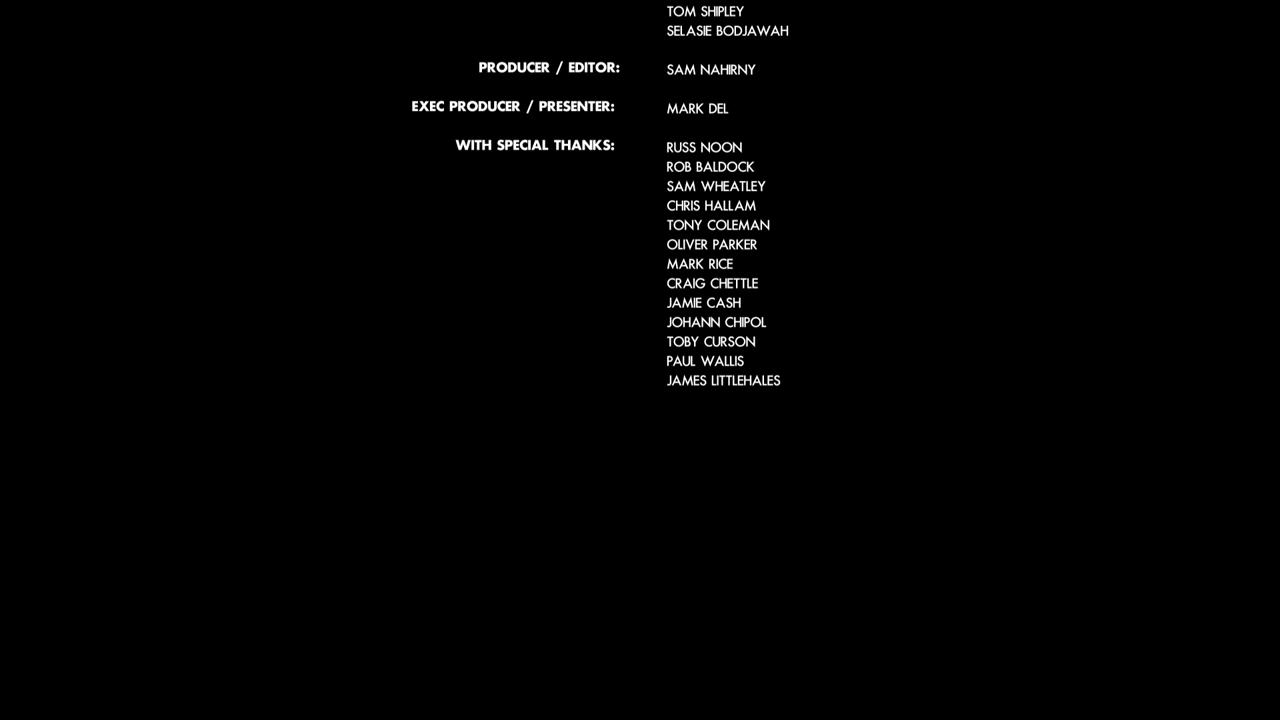 TOM SHIPLEY
SELASIE BODJAWAH
PRODUCER / EDITOR: SAM NAHIRNY
EXEC PRODUCER / PRESENTER: MARK DEL
WITH SPECIAL THANKS: RUSS NOON
ROB BALDOCK
SAM WHEATLEY
CHRIS HALLAM
TONY COLEMAN
OLIVER PARKER
MARK RICE
CRAIG CHETTLE
JAMIE CASH
JOHANN CHIPOL
TOBY CURSON
PAUL WALLIS
JAMES LITTLEHALES